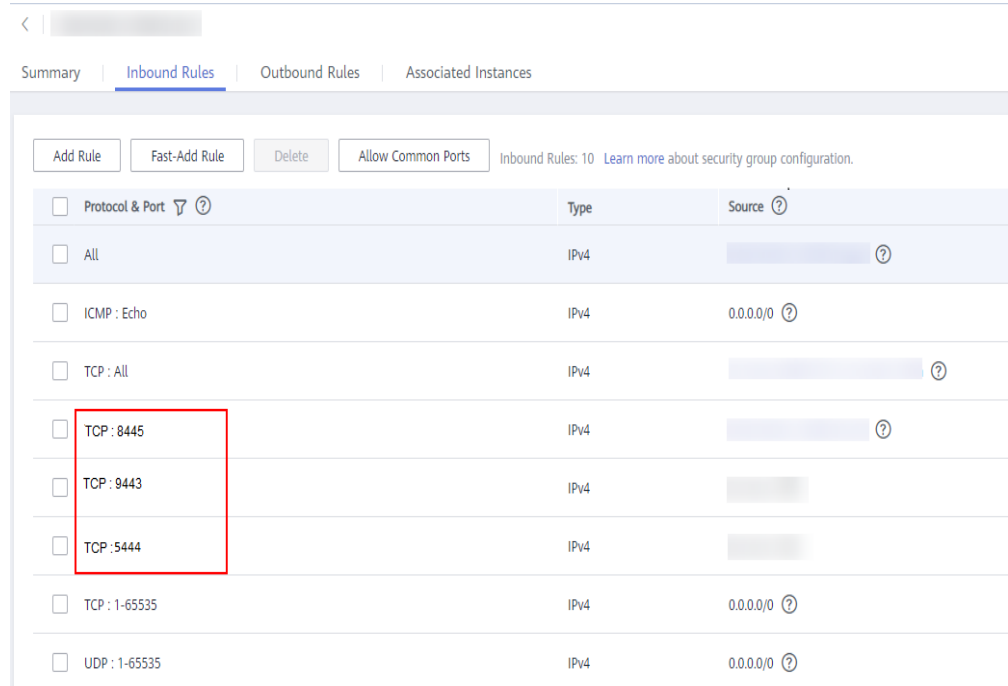 Summary Inbound Rules Outbound Rules Associated Instances
Add Rule Fast-Add Rule Delete Allow Common Ports Inbound Rules: 10 Learn more about security group configuration.
Protocol & Port Type Source
All IPv4
ICMP : Echo IPv4 0.0.0.0/0
TCP : All IPv4
TCP : 8445 IPv4
TCP : 9443 IPv4
TCP :5444 IPv4
TCP : 1-65535 IPv4 0.0.0.0/0
UDP : 1-65535 IPv4 0.0.0.0/0